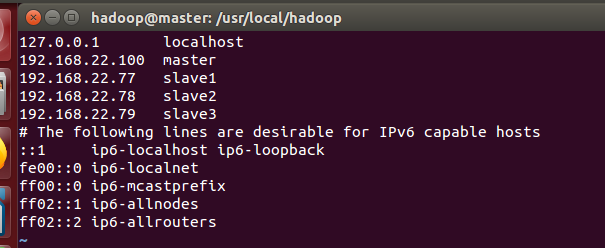 hadoop@master: /usr/local/hadoop
127.0.0.1 localhost
192.168.22.100 master
192.168.22.77 slave1
192.168.22.78 slave2
192.168.22.79 slave3
# The following lines are desirable for IPv6 capable hosts
::1 ip6-localhost ip6-loopback
fe00::0 ip6-localnet
ff00::0 ip6-mcastprefix
ff02::1 ip6-allnodes
ff02::2 ip6-allrouters
~